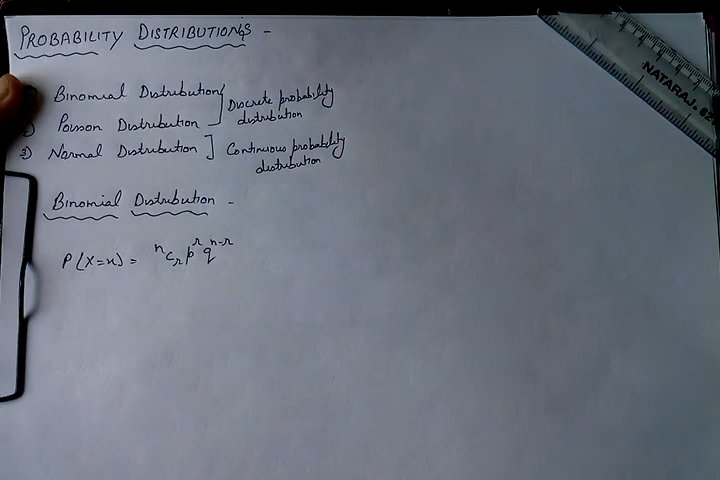 PROBABILITY DISTRIBUTIONS -
Binomial Distribution
Poisson Distribution
Discrete probability
distribution
3) Normal Distribution
Continuous probability
distribution
Binomial Distribution -
P(X=x) = ⁿCᵣ pʳ qⁿ⁻ʳ
NATARAJ. 62